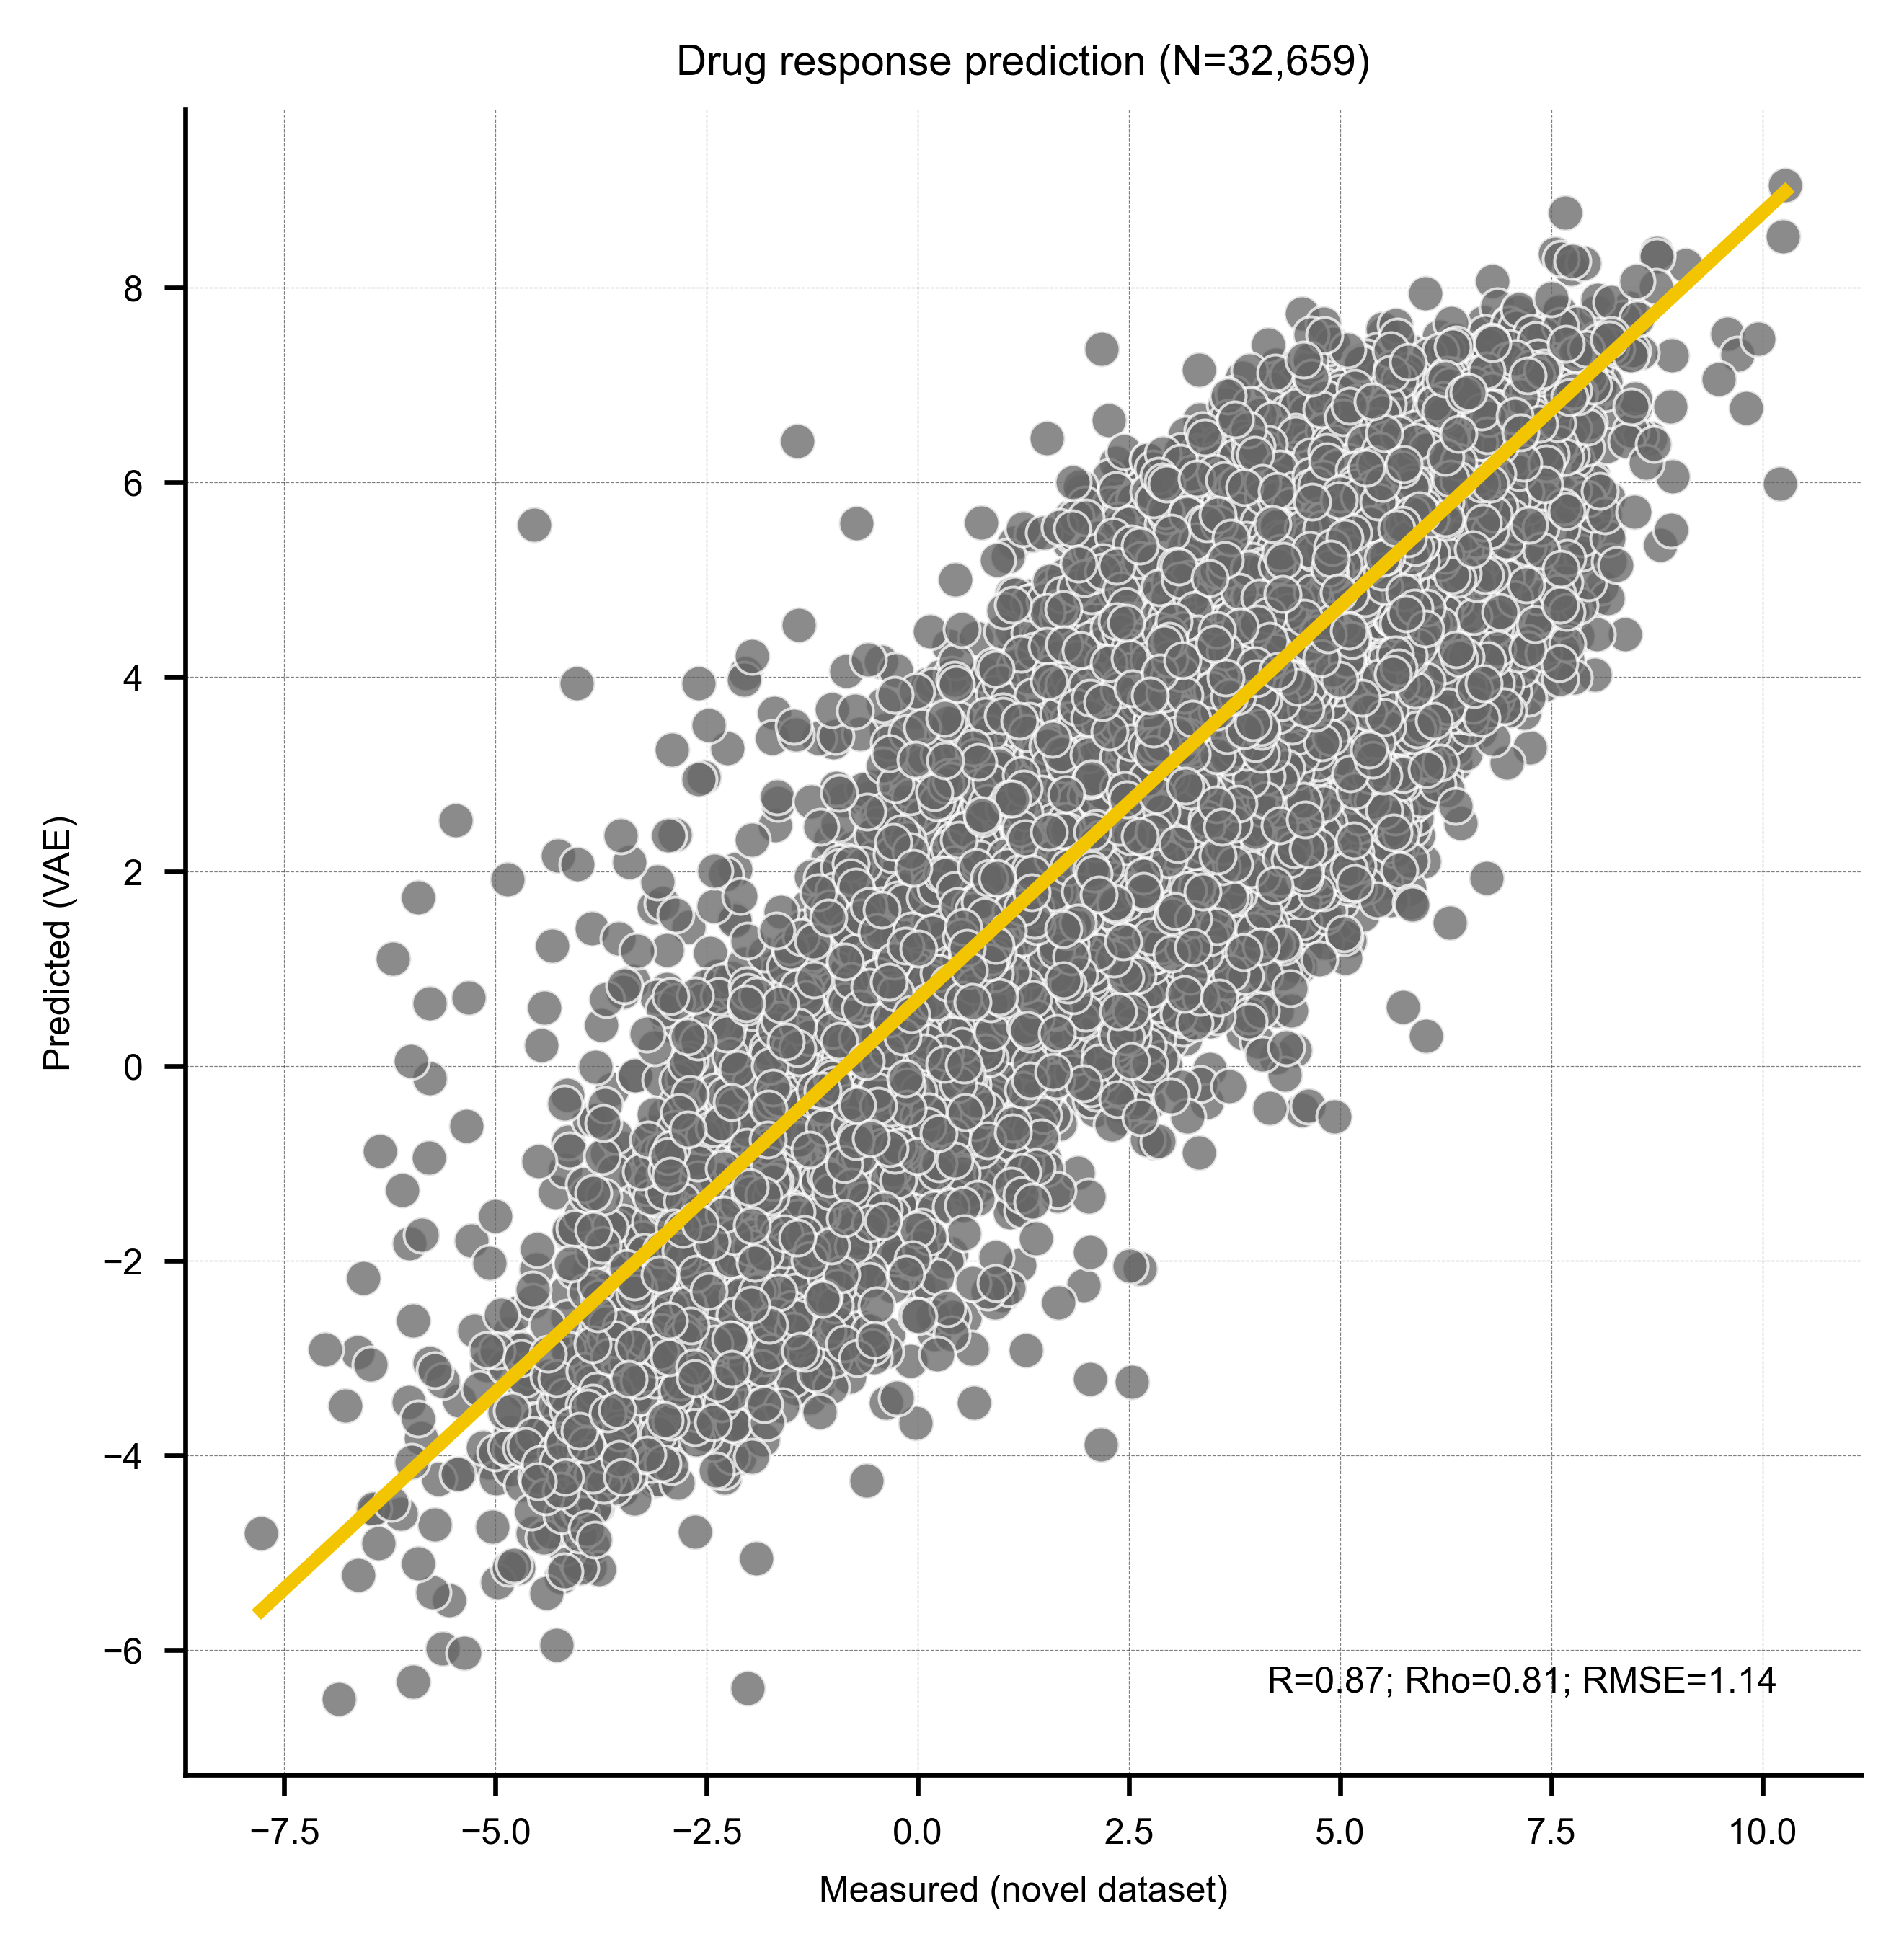 Drug response prediction (N=32,659)
8
6
4
2
0
−2
−4
−6
Predicted (VAE)
R=0.87; Rho=0.81; RMSE=1.14
−7.5 −5.0 −2.5 0.0 2.5 5.0 7.5 10.0
Measured (novel dataset)